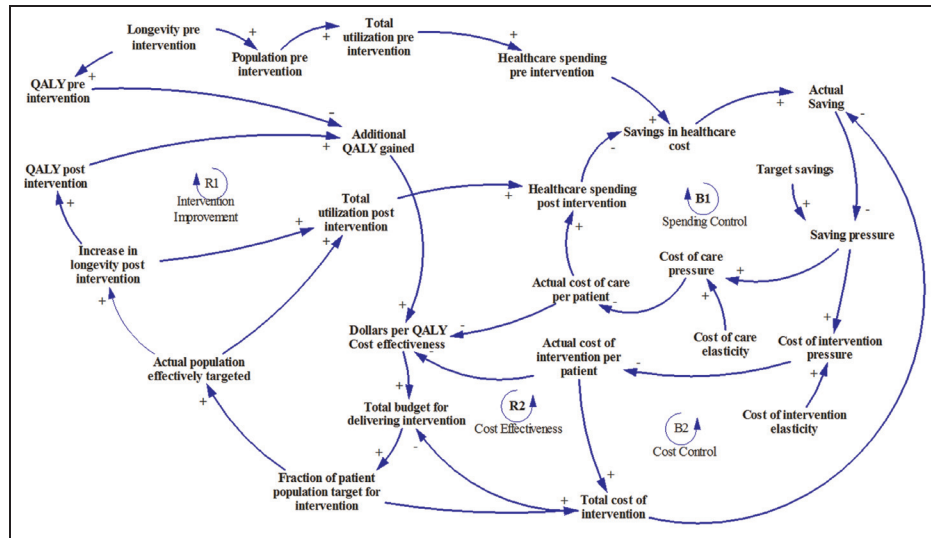 Longevity pre
intervention
Total
utilization pre
intervention
Population pre
intervention
Healthcare spending
pre intervention
QALY pre
intervention
Actual
Saving
Additional
QALY gained
Savings in healthcare
cost
QALY post
intervention
R1
Intervention
Improvement
Total
utilization post
intervention
Healthcare spending
post intervention
B1
Spending Control
Target savings
Saving pressure
Increase in
longevity post
intervention
Cost of care
pressure
Actual cost of care
per patient
Dollars per QALY
Cost effectiveness
Actual cost of
intervention per
patient
Cost of care
elasticity
Cost of intervention
pressure
Actual population
effectively targeted
Total budget for
delivering intervention
R2
Cost Effectiveness
B2
Cost Control
Cost of intervention
elasticity
Fraction of patient
population target for
intervention
Total cost of
intervention
+
+
+
+
+
-
+
+
-
+
-
+
+
-
+
+
+
+
+
+
-
+
+
-
-
+
-
+
+
+
+
-
+
+
+